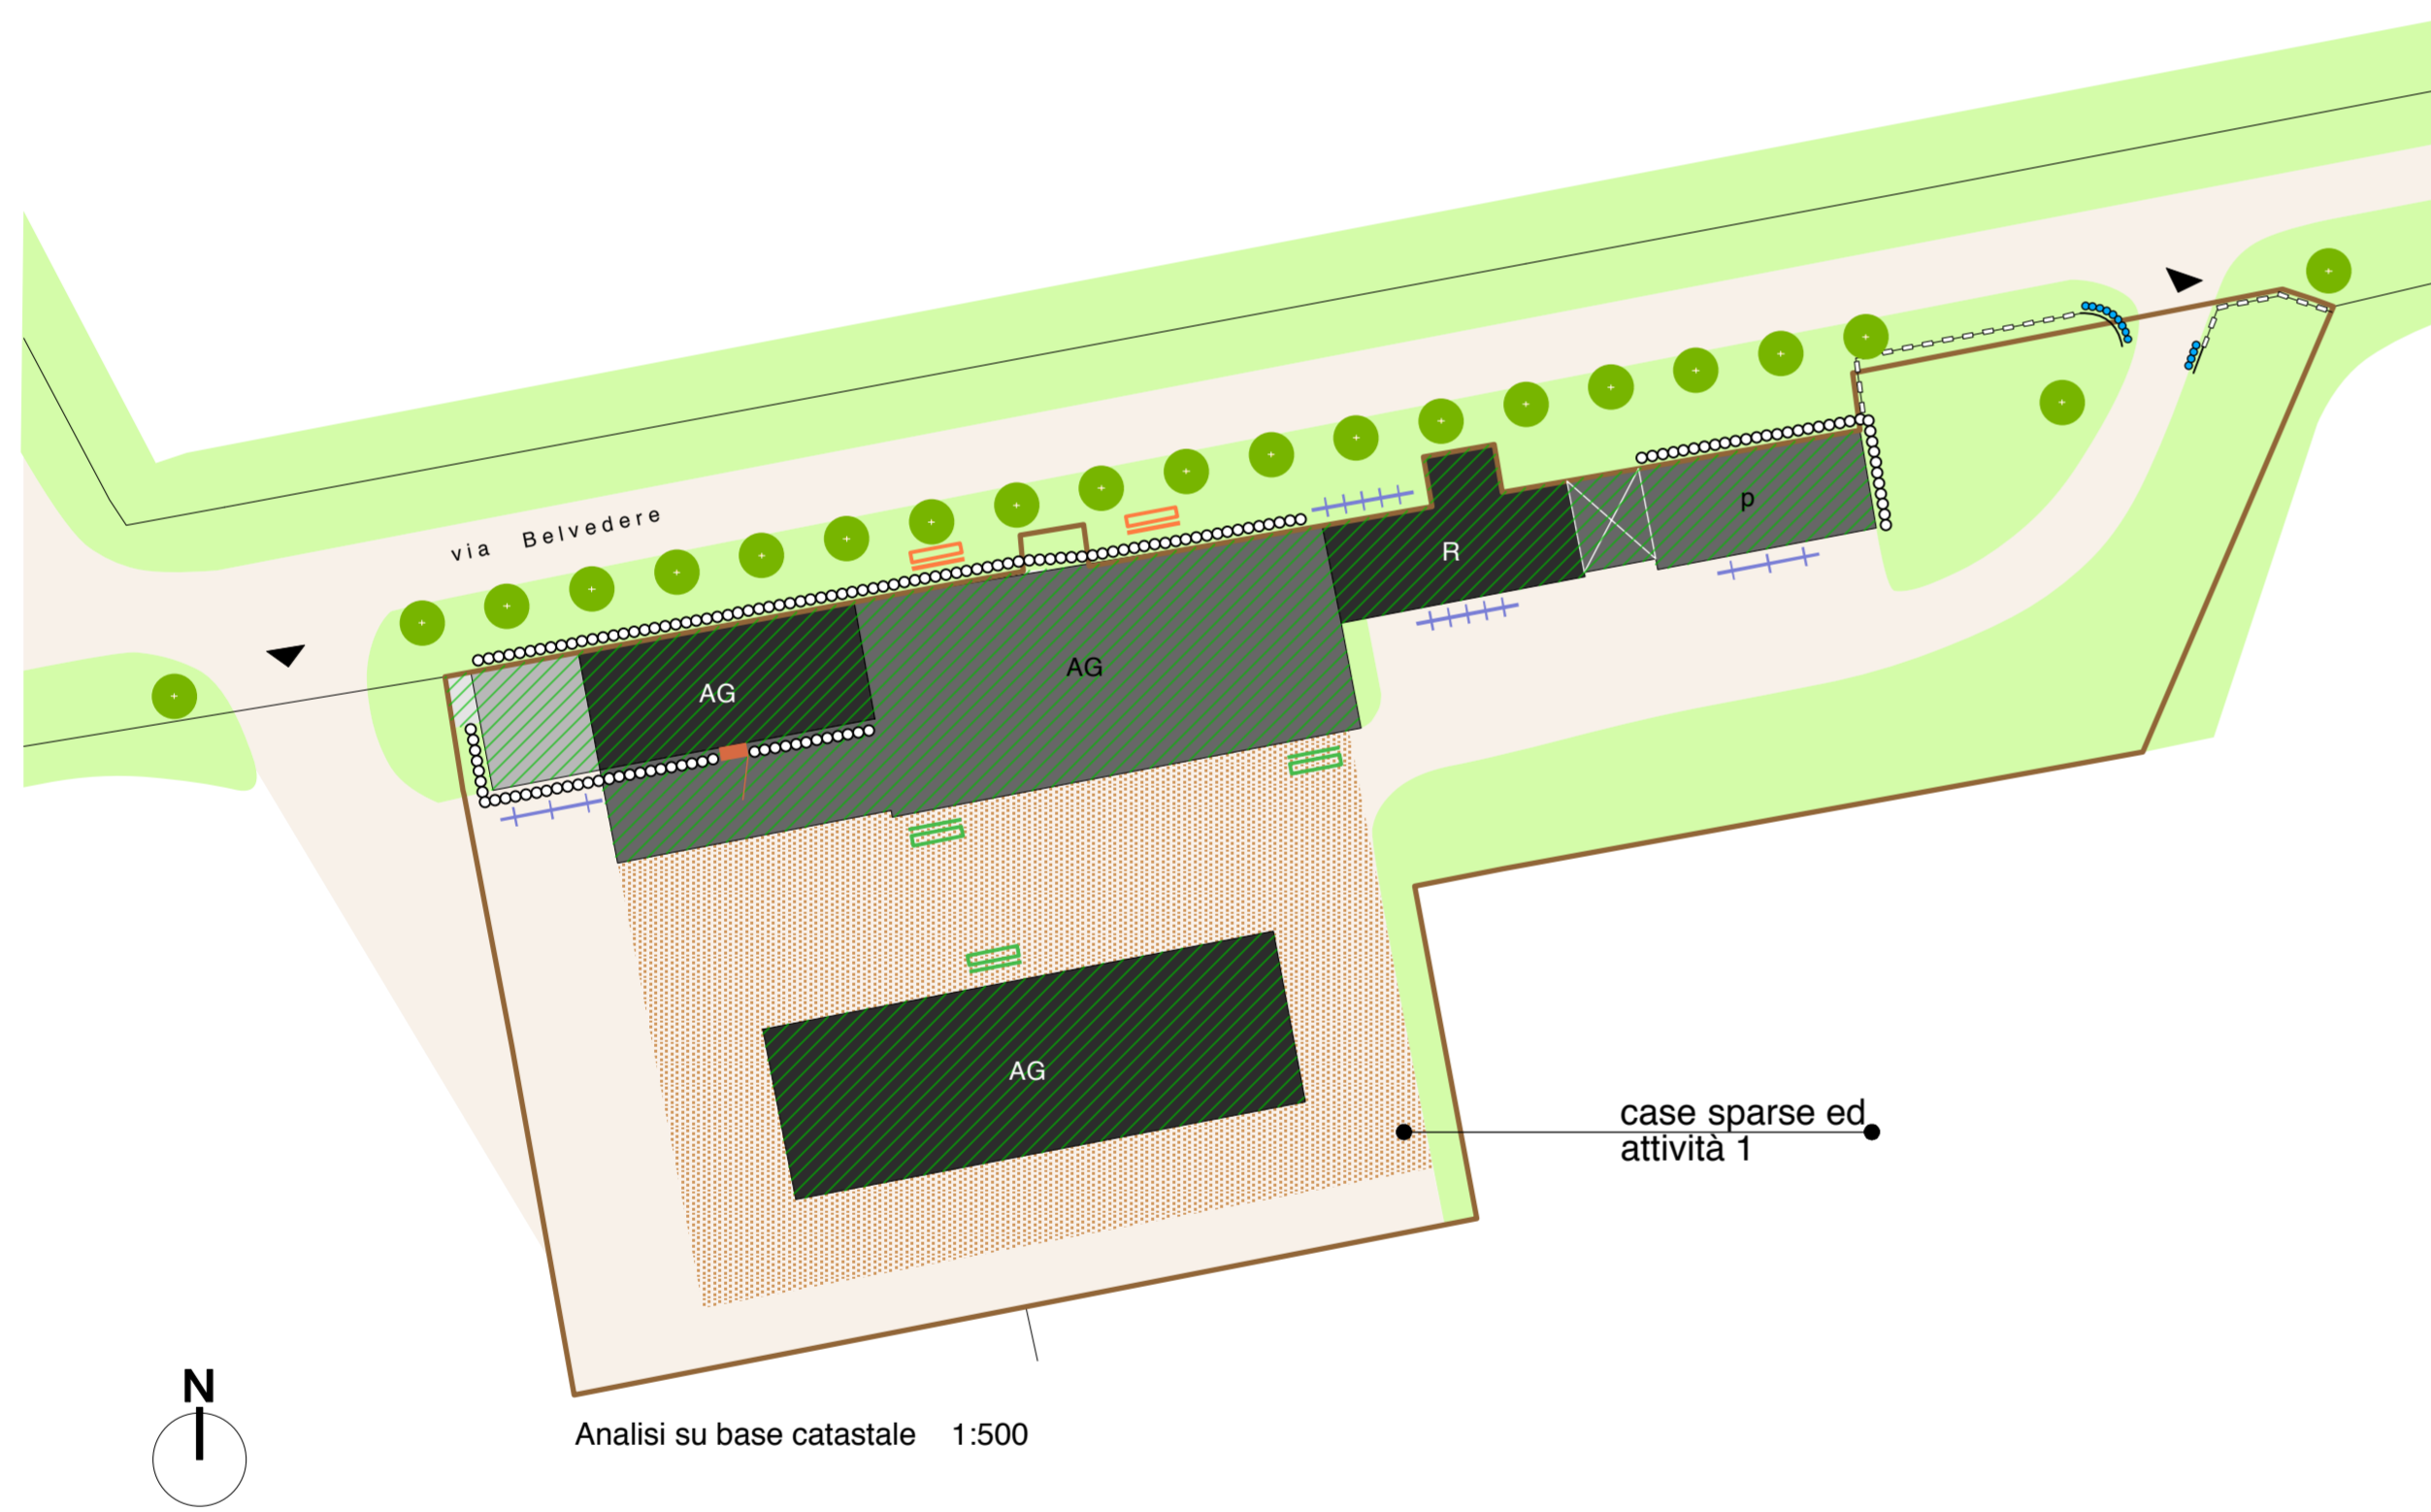 via Belvedere
p
R
AG
AG
AG
case sparse ed
attività 1
N
Analisi su base catastale 1:500